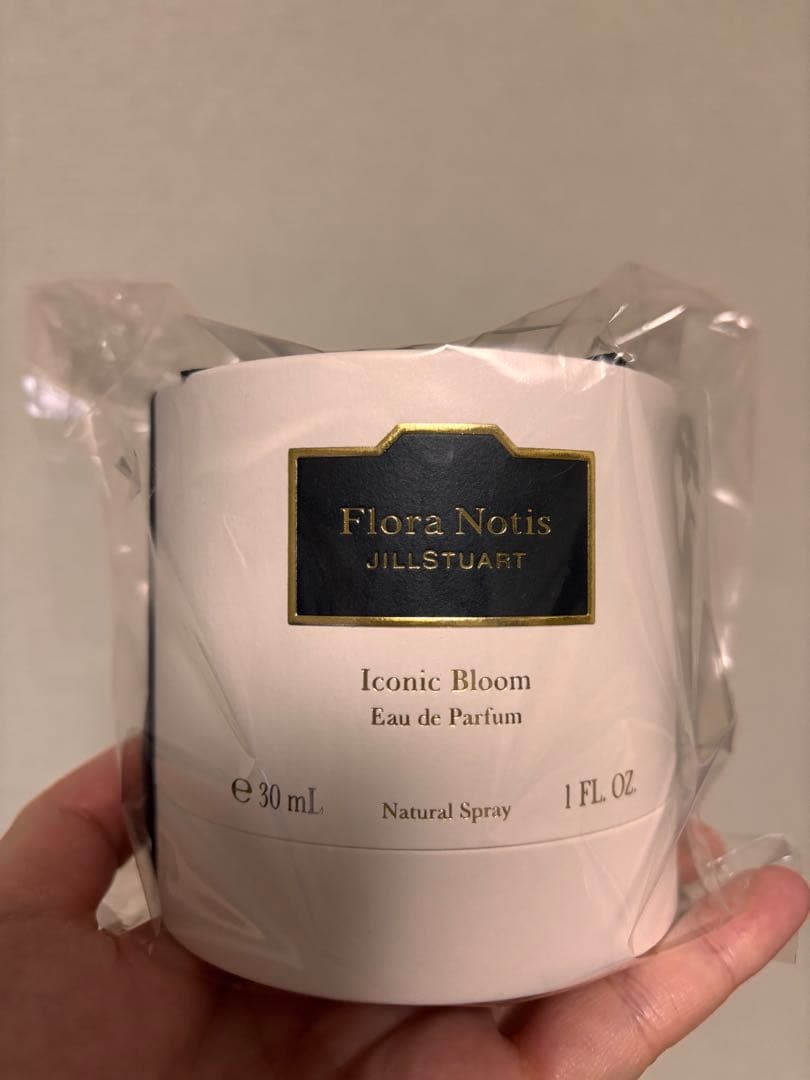 Flora Notis
JILLSTUART
Iconic Bloom
Eau de Parfum
℮ 30 mL Natural Spray 1 FL. OZ.